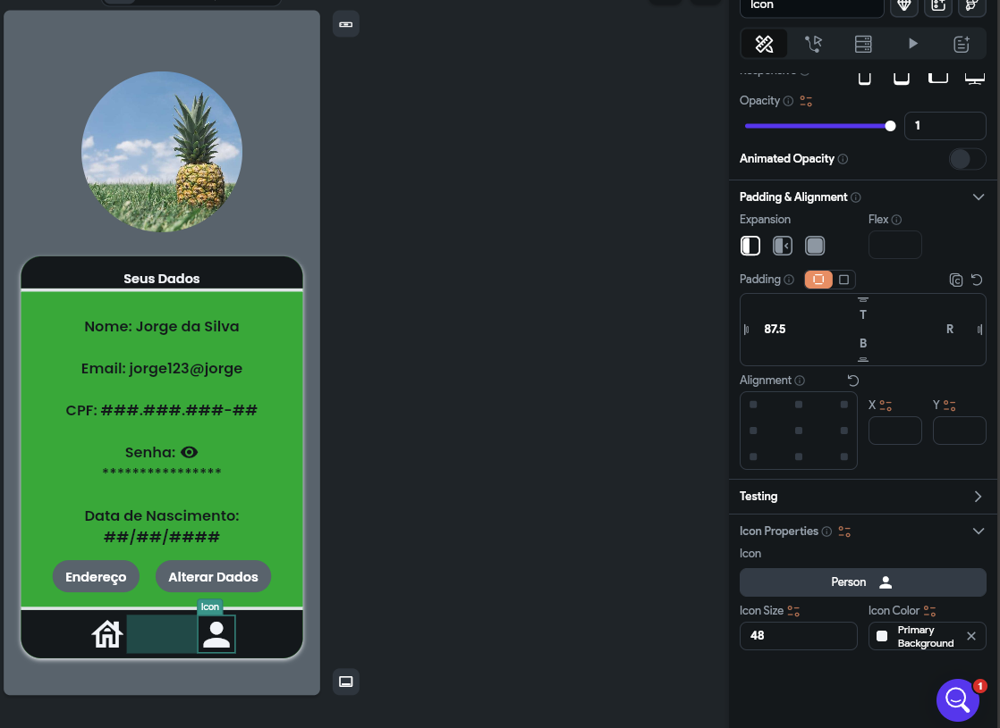 Icon
Responsive
Opacity
1
Animated Opacity
Padding & Alignment
Expansion
Flex
Padding
T
87.5
R
B
Alignment
X
Y
Testing
Icon Properties
Icon
Person
Icon Size
Icon Color
48
Primary
Background
1
Seus Dados
Nome: Jorge da Silva
Email: jorge123@jorge
CPF: ###.###.###-##
Senha:
****************
Data de Nascimento:
##/##/####
Endereço
Alterar Dados
Icon